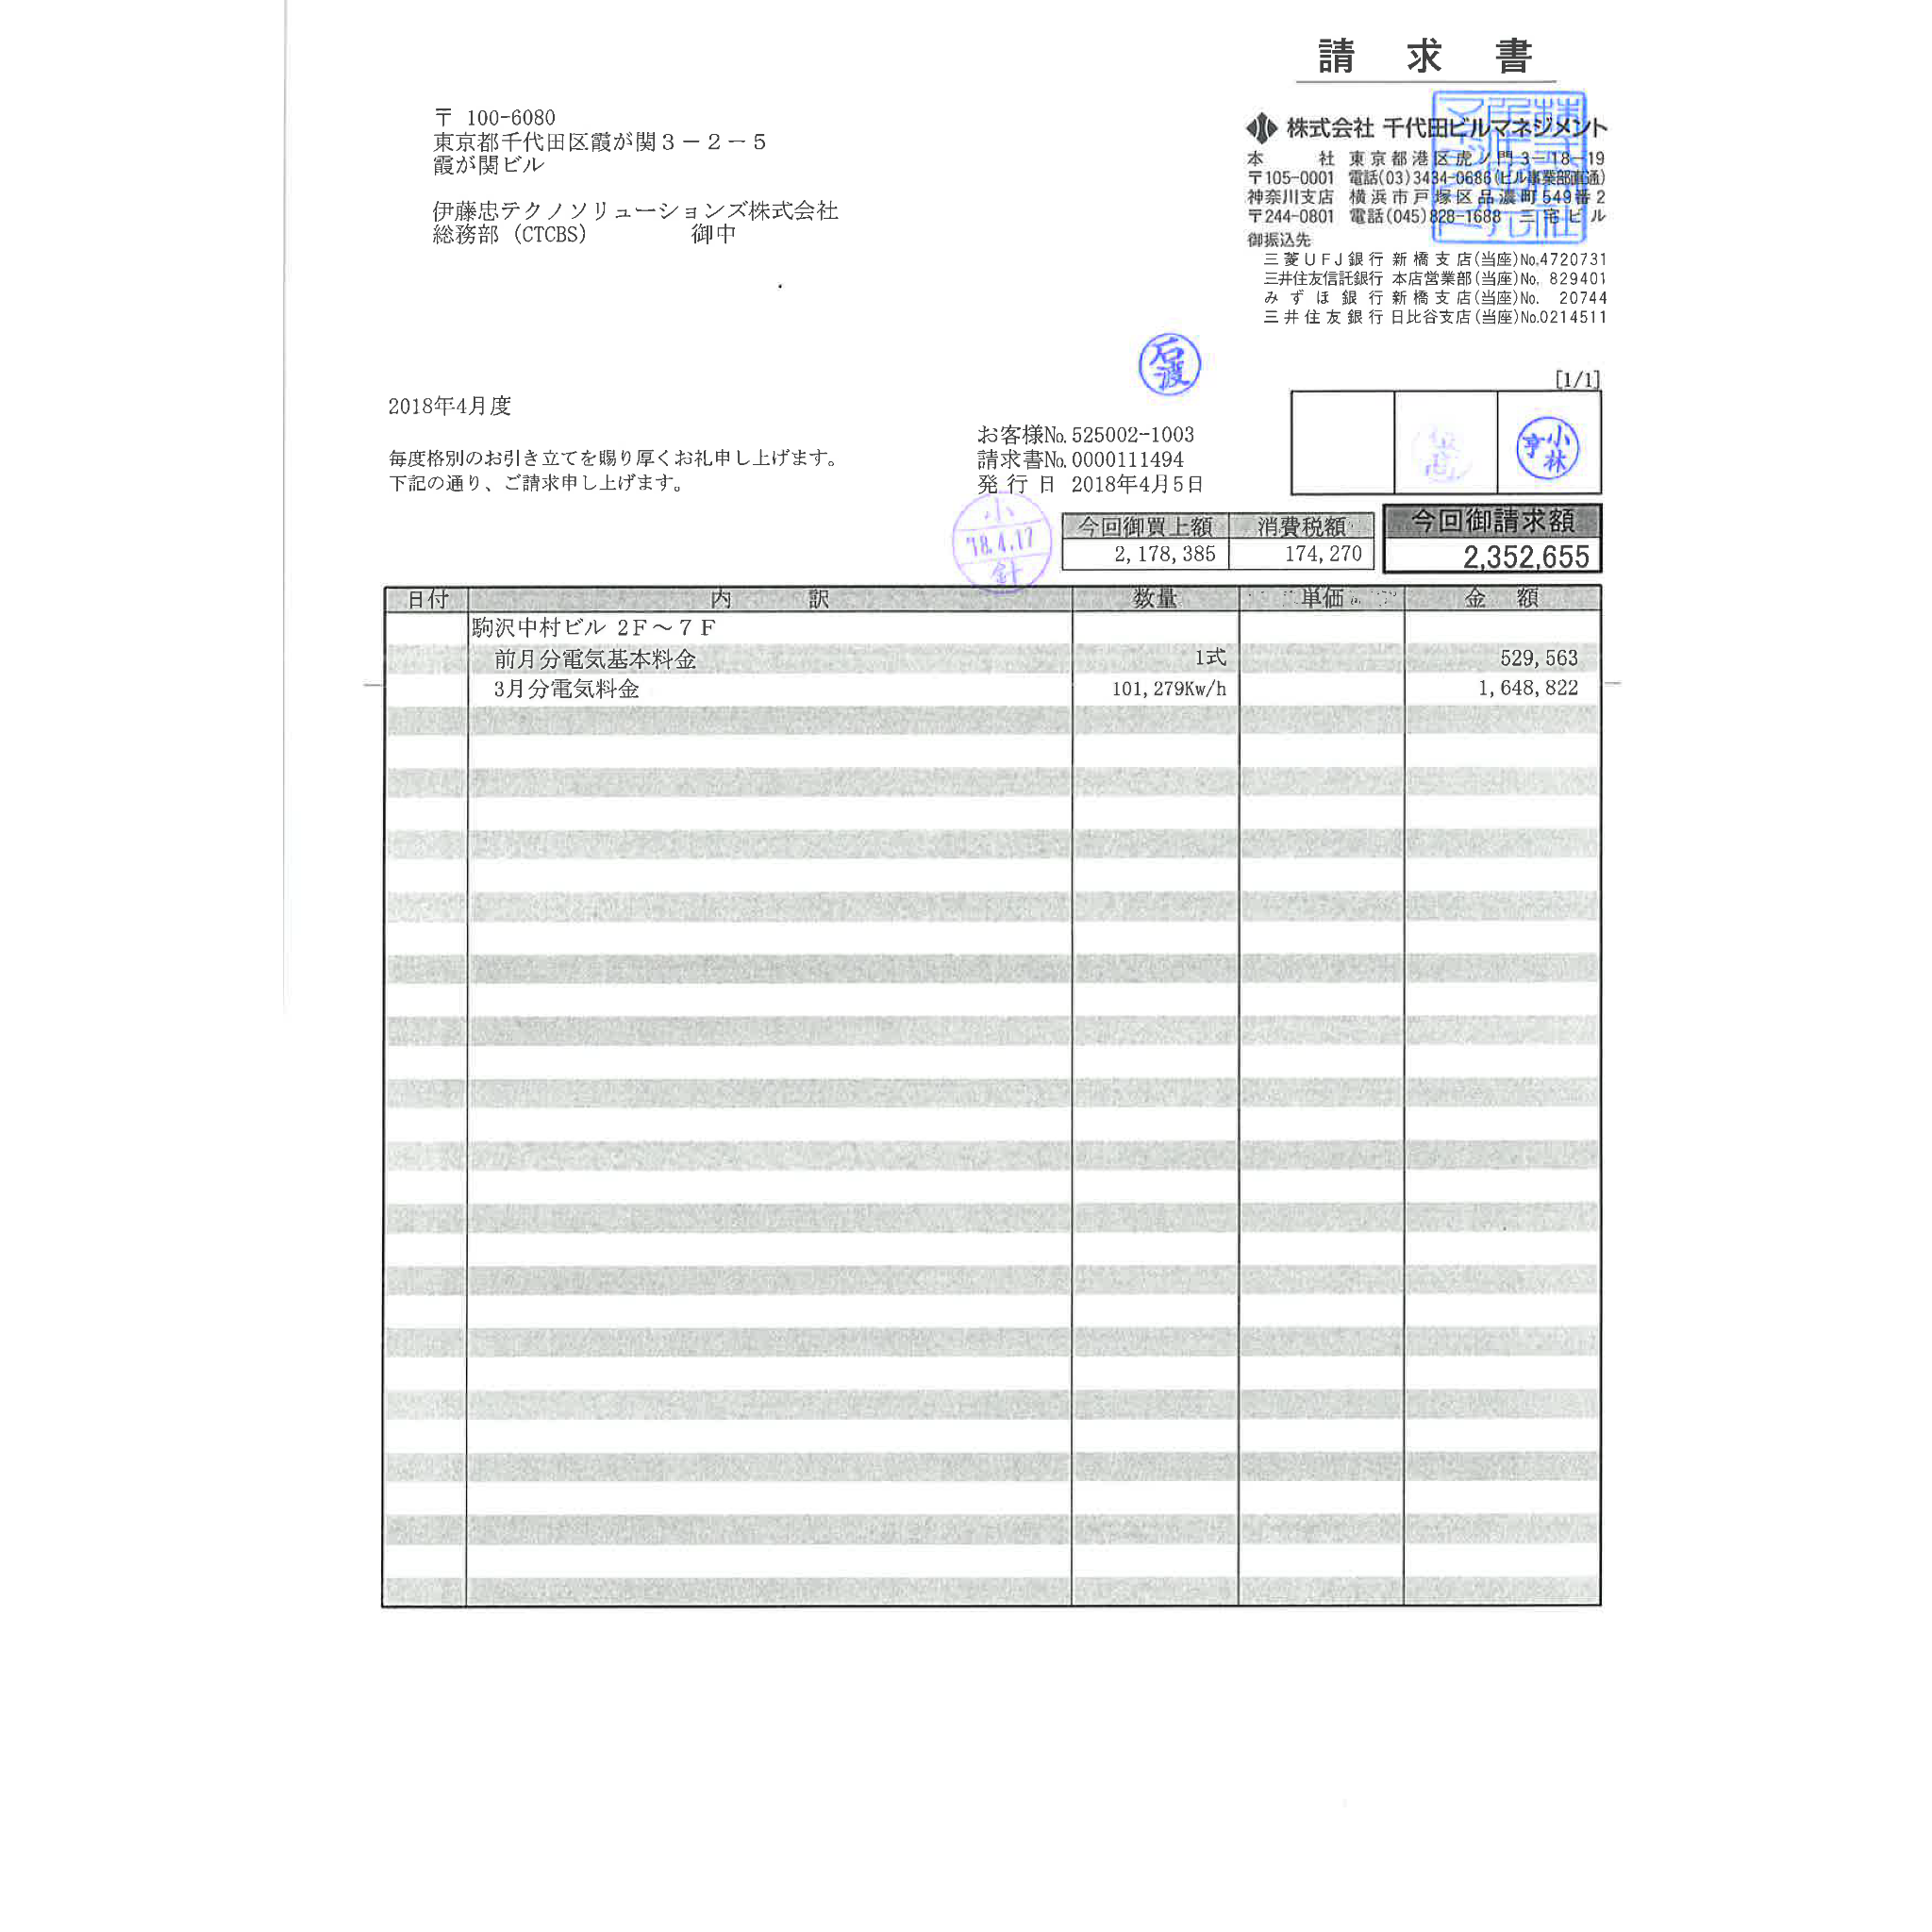 請求書
〒 100-6080
東京都千代田区霞が関３－２－５
霞が関ビル
伊藤忠テクノソリューションズ株式会社
総務部（CTCBS） 御中
株式会社 千代田ビルマネジメント
本社 東京都港区虎ノ門3－18－19
〒105-0001 電話(03)3434-0686(ビル事業部直通)
神奈川支店 横浜市戸塚区品濃町549番2
〒244-0801 電話(045)828-1688 三宅ビル
御振込先
三菱UFJ銀行 新橋支店(当座)No.4720731
三井住友信託銀行 本店営業部(当座)No. 829401
みずほ銀行 新橋支店(当座)No. 20744
三井住友銀行 日比谷支店(当座)No.0214511
石渡
[1/1]
2018年4月度
小林亨
毎度格別のお引き立てを賜り厚くお礼申し上げます。
下記の通り、ご請求申し上げます。
お客様No.525002-1003
請求書No.0000111494
発行日 2018年4月5日
小
'18.4.17
針
今回御買上額 消費税額 今回御請求額
2,178,385 174,270 2,352,655
日付 内訳 数量 単価 金額
駒沢中村ビル 2F～7F
前月分電気基本料金 1式 529,563
3月分電気料金 101,279Kw/h 1,648,822